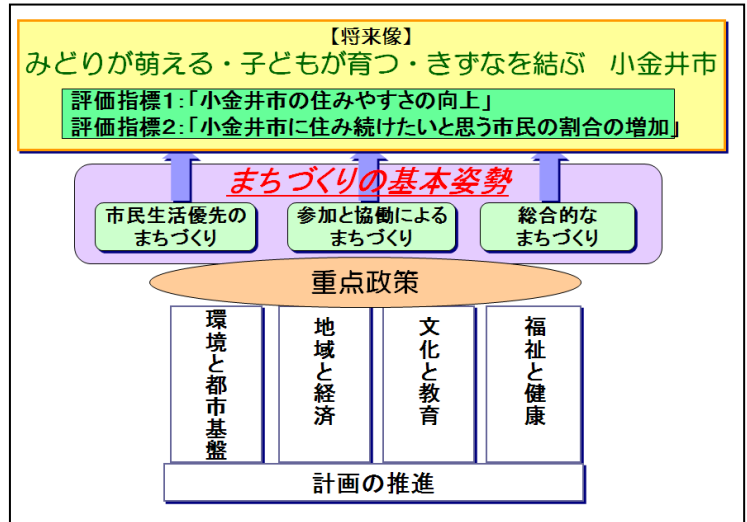 【将来像】
みどりが萌える・子どもが育つ・きずなを結ぶ　小金井市
評価指標1:「小金井市の住みやすさの向上」
評価指標2:「小金井市に住み続けたいと思う市民の割合の増加」
まちづくりの基本姿勢
市民生活優先の
まちづくり
参加と協働による
まちづくり
総合的な
まちづくり
重点政策
環境と都市基盤
地域と経済
文化と教育
福祉と健康
計画の推進